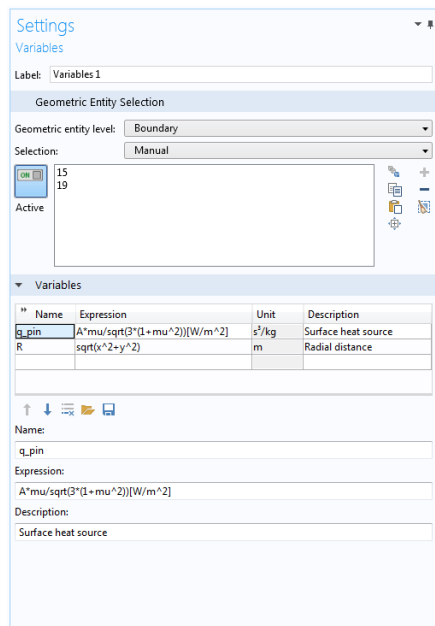 Settings
Variables
Label: Variables 1
Geometric Entity Selection
Geometric entity level: Boundary
Selection: Manual
ON
15
19
Active
Variables
Name Expression Unit Description
q_pin A*mu/sqrt(3*(1+mu^2))[W/m^2] s³/kg Surface heat source
R sqrt(x^2+y^2) m Radial distance
Name:
q_pin
Expression:
A*mu/sqrt(3*(1+mu^2))[W/m^2]
Description:
Surface heat source